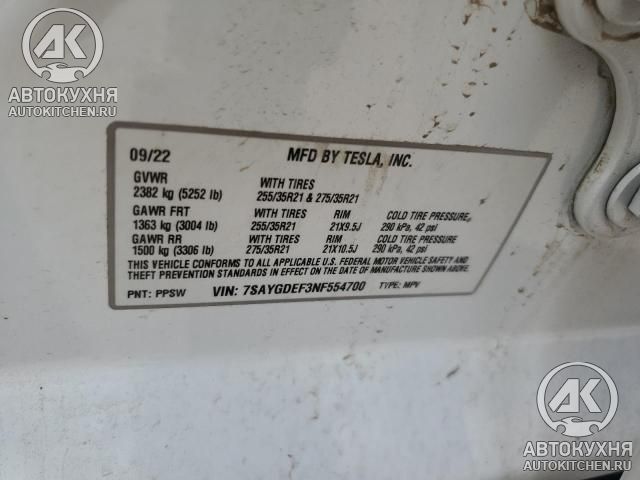 АК
АВТОКУХНЯ
AUTOKITCHEN.RU
09/22 MFD BY TESLA, INC.
GVWR WITH TIRES
2382 kg (5252 lb) 255/35R21 & 275/35R21
GAWR FRT WITH TIRES RIM COLD TIRE PRESSURE
1363 kg (3004 lb) 255/35R21 21X9.5J 290 kPa, 42 psi
GAWR RR WITH TIRES RIM COLD TIRE PRESSURE
1500 kg (3306 lb) 275/35R21 21X10.5J 290 kPa, 42 psi
THIS VEHICLE CONFORMS TO ALL APPLICABLE U.S. FEDERAL MOTOR VEHICLE SAFETY AND
THEFT PREVENTION STANDARDS IN EFFECT ON THE DATE OF MANUFACTURE SHOWN ABOVE.
PNT: PPSW VIN: 7SAYGDEF3NF554700 TYPE: MPV
АК
АВТОКУХНЯ
AUTOKITCHEN.RU